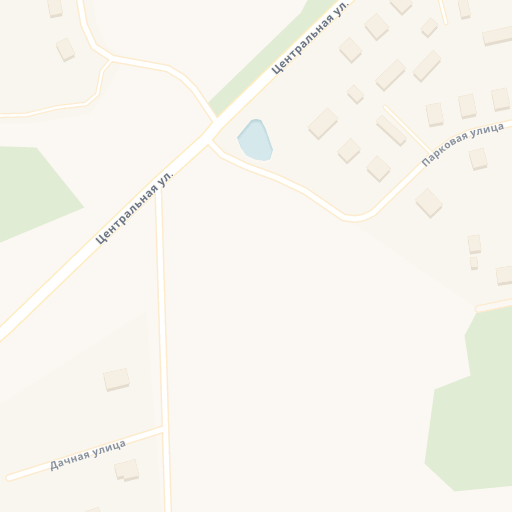 Центральная ул.
Парковая улица
Центральная ул.
Дачная улица